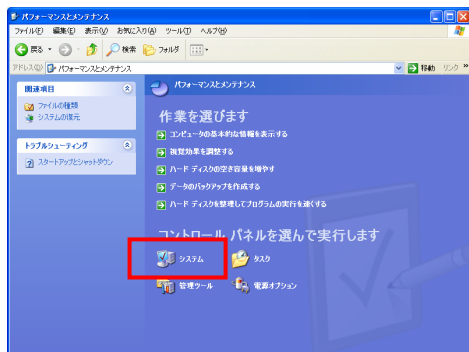 パフォーマンスとメンテナンス
ファイル(F) 編集(E) 表示(V) お気に入り(A) ツール(T) ヘルプ(H)
戻る 検索 フォルダ
アドレス(D) パフォーマンスとメンテナンス 移動 リンク »
関連項目
ファイルの種類
システムの復元
トラブルシューティング
スタートアップとシャットダウン
パフォーマンスとメンテナンス
作業を選びます
コンピュータの基本的な情報を表示する
視覚効果を調整する
ハード ディスクの空き容量を増やす
データのバックアップを作成する
ハード ディスクを整理してプログラムの実行を速くする
コントロール パネルを選んで実行します
システム タスク
管理ツール 電源オプション